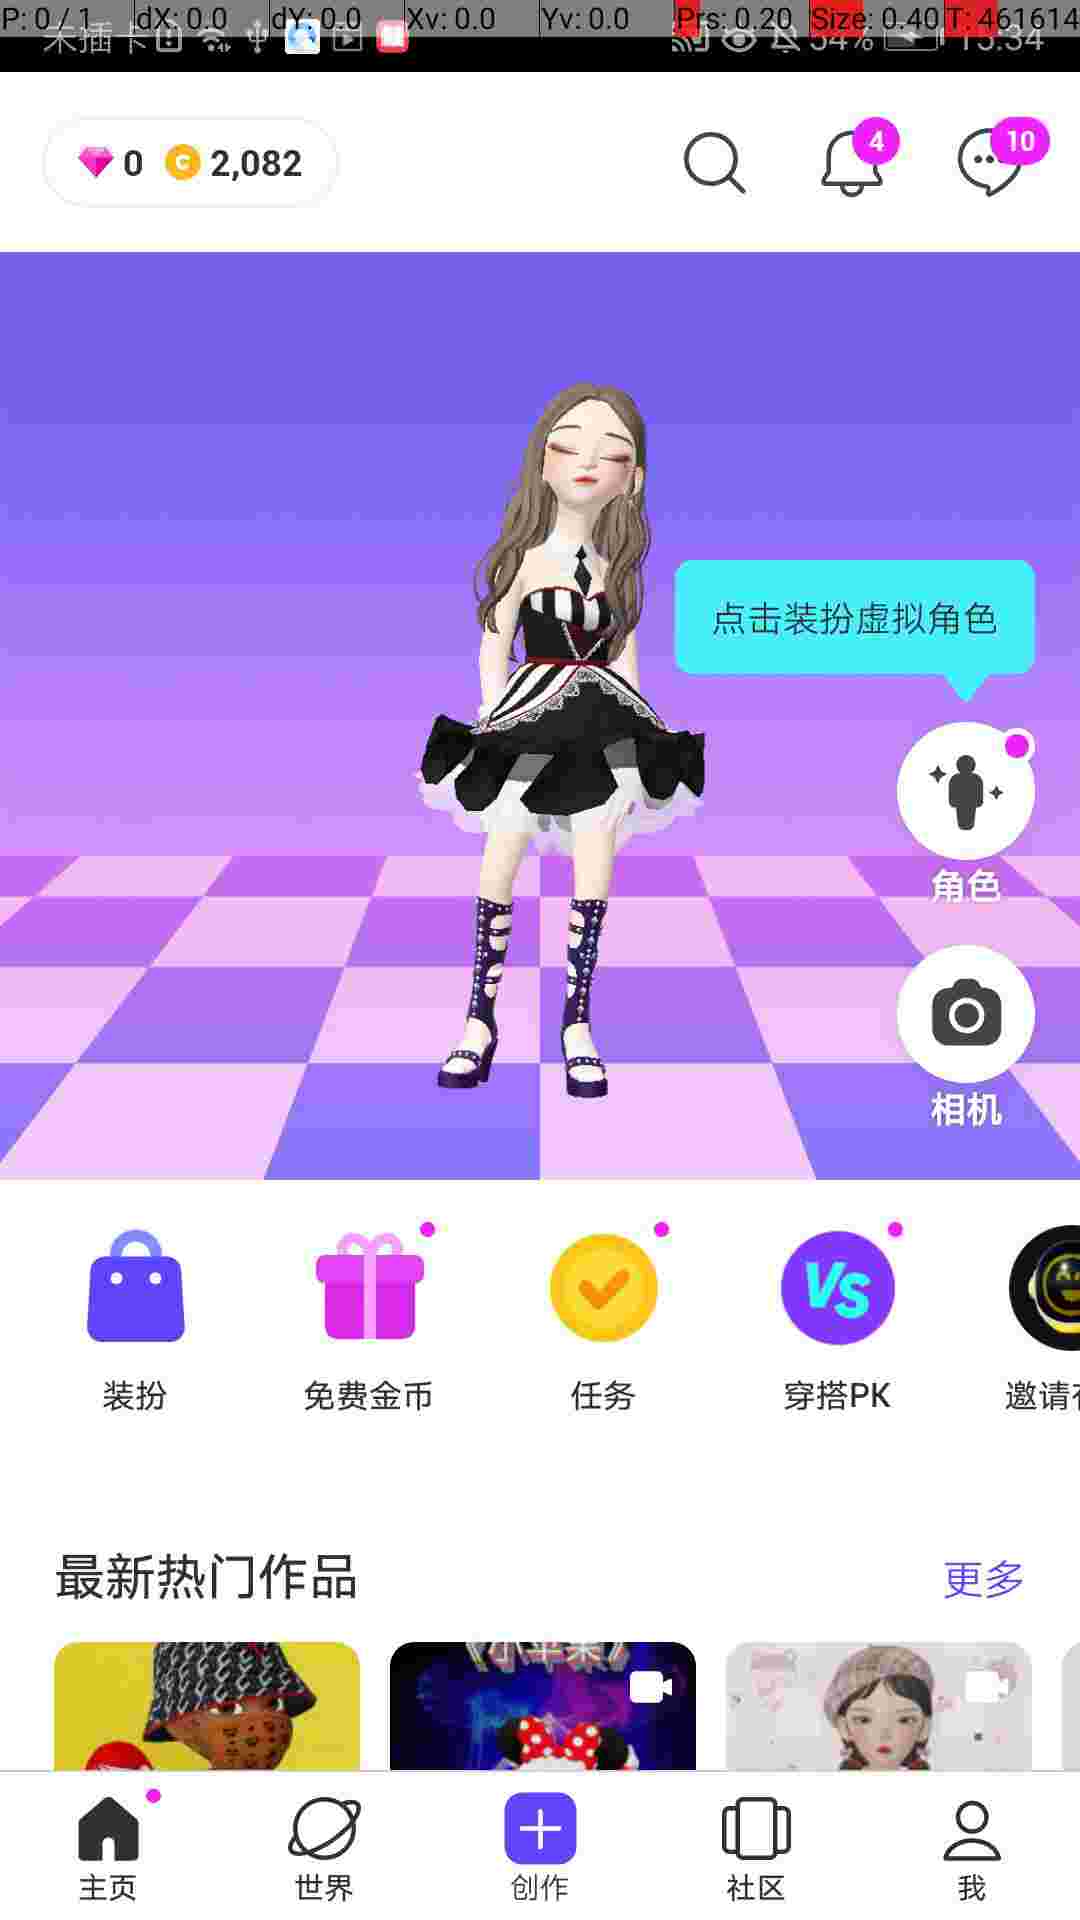 P: 0 / 1 dX: 0.0 dY: 0.0 Xv: 0.0 Yv: 0.0 Prs: 0.20 Size: 0.40 T: 461614
未插卡 54% 15:34
0 2,082 4 10
点击装扮虚拟角色
角色
相机
装扮 免费金币 任务 VS 穿搭PK 邀请
最新热门作品 更多
《小苹果》
主页 世界 创作 社区 我